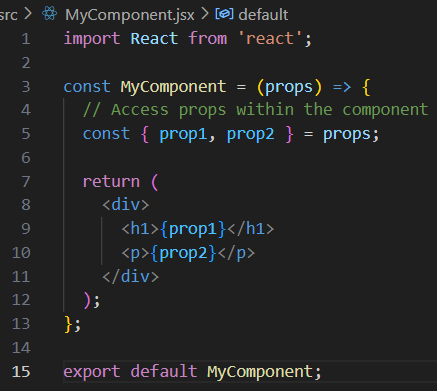 src > MyComponent.jsx > default
1 import React from 'react';
2
3 const MyComponent = (props) => {
4   // Access props within the component
5   const { prop1, prop2 } = props;
6
7   return (
8     <div>
9       <h1>{prop1}</h1>
10       <p>{prop2}</p>
11     </div>
12   );
13 };
14
15 export default MyComponent;